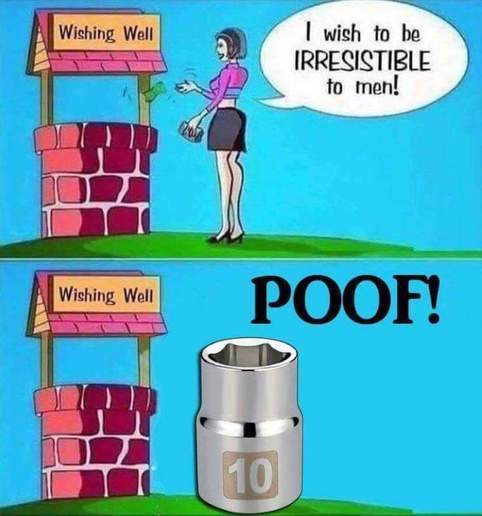 Wishing Well
I wish to be
IRRESISTIBLE
to men!
Wishing Well
POOF!
10